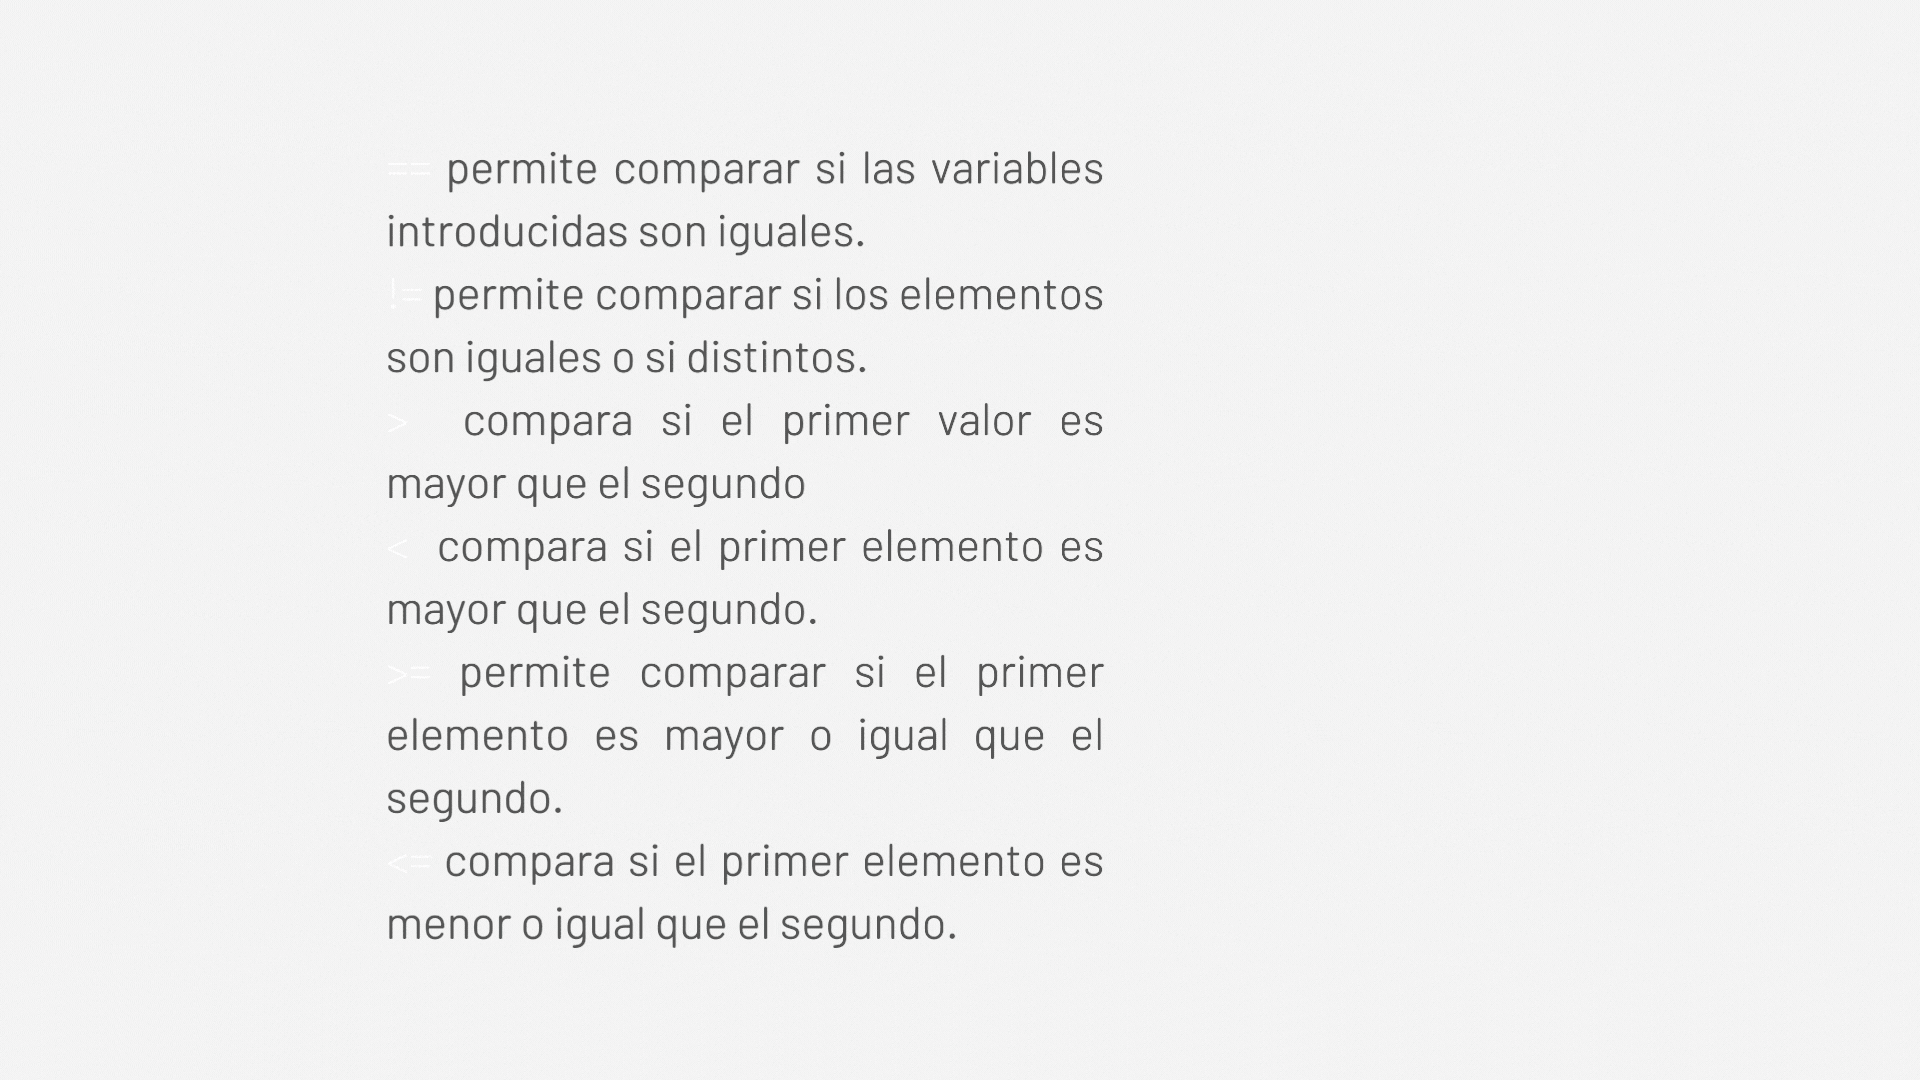 == permite comparar si las variables
introducidas son iguales.
!= permite comparar si los elementos
son iguales o si distintos.
> compara si el primer valor es
mayor que el segundo
< compara si el primer elemento es
mayor que el segundo.
>= permite comparar si el primer
elemento es mayor o igual que el
segundo.
<= compara si el primer elemento es
menor o igual que el segundo.